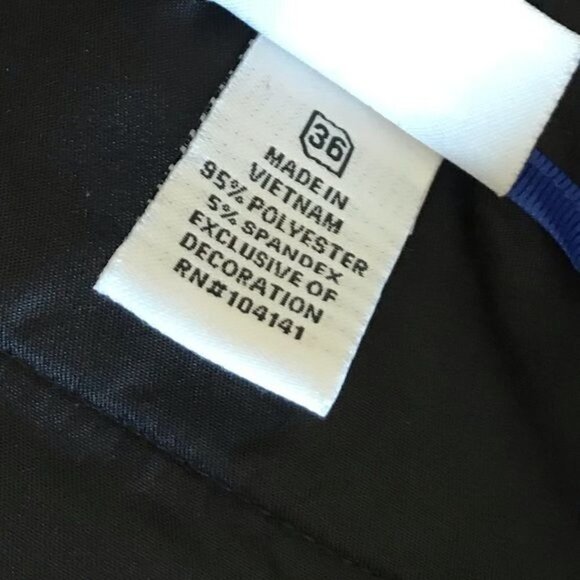 36
MADE IN
VIETNAM
95% POLYESTER
5% SPANDEX
EXCLUSIVE OF
DECORATION
RN#104141